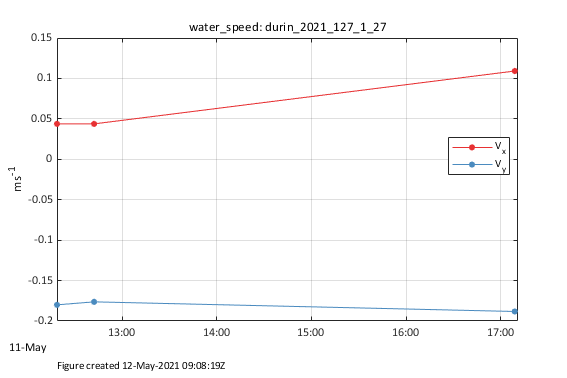 water_speed: durin_2021_127_1_27
0.15
0.1
0.05
0
-0.05
-0.1
-0.15
-0.2
ms-1
Vx
Vy
13:00 14:00 15:00 16:00 17:00
11-May
Figure created 12-May-2021 09:08:19Z